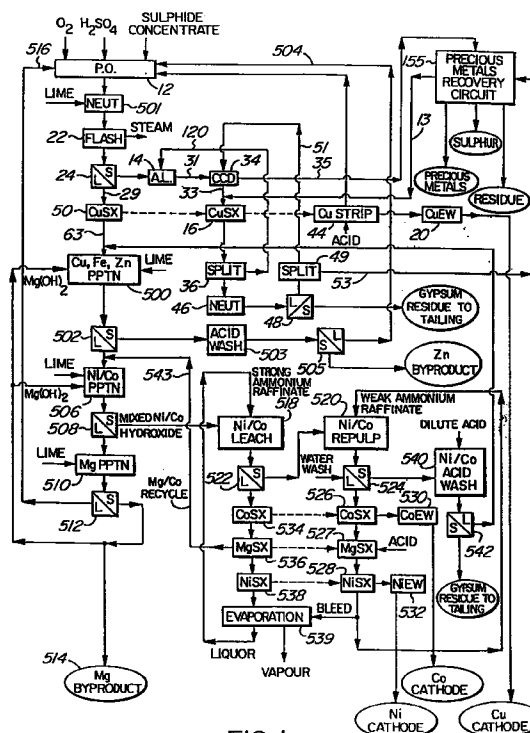 O2 H2SO4
SULPHIDE CONCENTRATE
516
504
P.O.
12
155
PRECIOUS METALS RECOVERY CIRCUIT
LIME
NEUT
501
22
FLASH
STEAM
120
51
13
SULPHUR
PRECIOUS METALS
RESIDUE
24
L/S
14
A.L.
31
CCD
34
35
29
33
50
CuSX
CuSX
16
Cu STRIP
44
CuEW
20
63
ACID
SPLIT
36
SPLIT
49
53
Mg(OH)2
Cu, Fe, Zn PPTN
LIME
500
NEUT
46
L/S
48
GYPSUM RESIDUE TO TAILING
502
L/S
ACID WASH
503
S/L
505
Zn BYPRODUCT
LIME
543
Ni/Co PPTN
506
Mg(OH)2
STRONG AMMONIUM RAFFINATE
518
520
WEAK AMMONIUM RAFFINATE
508
L/S
MIXED Ni/Co HYDROXIDE
Ni/Co LEACH
Ni/Co REPULP
DILUTE ACID
LIME
Mg PPTN
510
Mg/Co RECYCLE
522
L/S
WATER WASH
L/S
524
540
Ni/Co ACID WASH
512
L/S
526
530
CoSX
534
CoSX
CoEW
S/L
542
527
MgSX
536
MgSX
ACID
528
NiSX
538
NiSX
NiEW
532
GYPSUM RESIDUE TO TAILING
EVAPORATION
539
BLEED
LIQUOR
VAPOUR
514
Mg BYPRODUCT
Co CATHODE
Ni CATHODE
Cu CATHODE